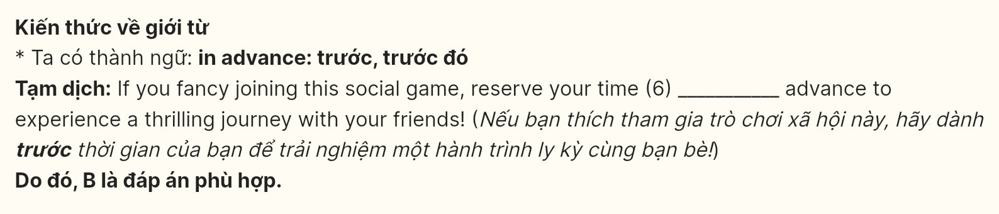 Kiến thức về giới từ
* Ta có thành ngữ: in advance: trước, trước đó
Tạm dịch: If you fancy joining this social game, reserve your time (6) ___________ advance to
experience a thrilling journey with your friends! (Nếu bạn thích tham gia trò chơi xã hội này, hãy dành
trước thời gian của bạn để trải nghiệm một hành trình ly kỳ cùng bạn bè!)
Do đó, B là đáp án phù hợp.